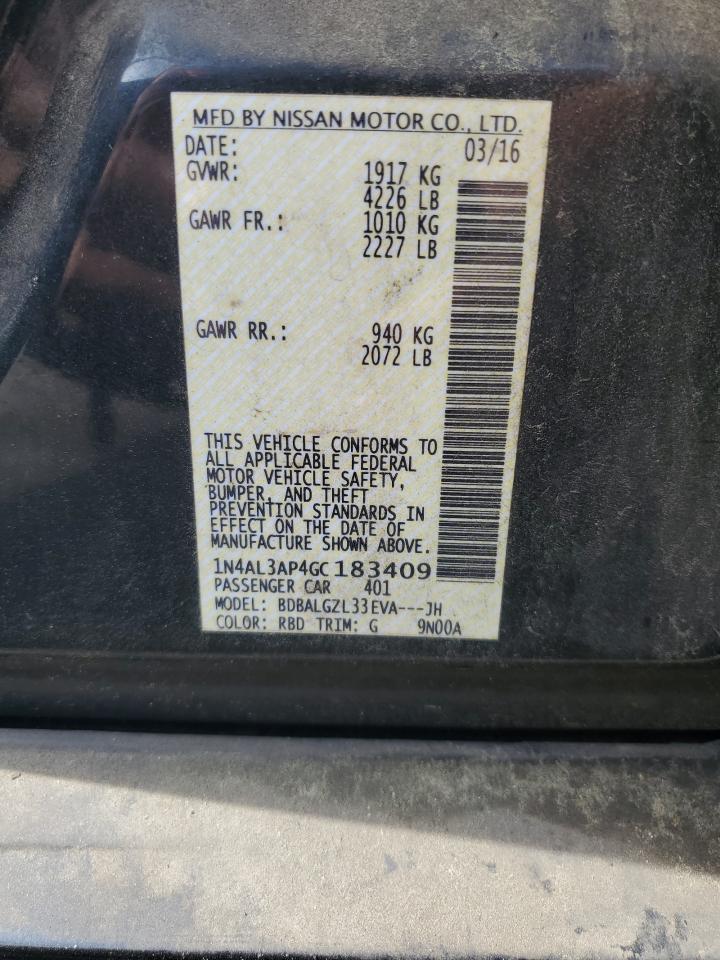 MFD BY NISSAN MOTOR CO., LTD.
DATE: 03/16
GVWR: 1917 KG
4226 LB
GAWR FR.: 1010 KG
2227 LB
GAWR RR.: 940 KG
2072 LB
THIS VEHICLE CONFORMS TO
ALL APPLICABLE FEDERAL
MOTOR VEHICLE SAFETY,
BUMPER, AND THEFT
PREVENTION STANDARDS IN
EFFECT ON THE DATE OF
MANUFACTURE SHOWN ABOVE.
1N4AL3AP4GC183409
PASSENGER CAR 401
MODEL: BDBALGZL33EVA---JH
COLOR: RBD TRIM: G 9N00A